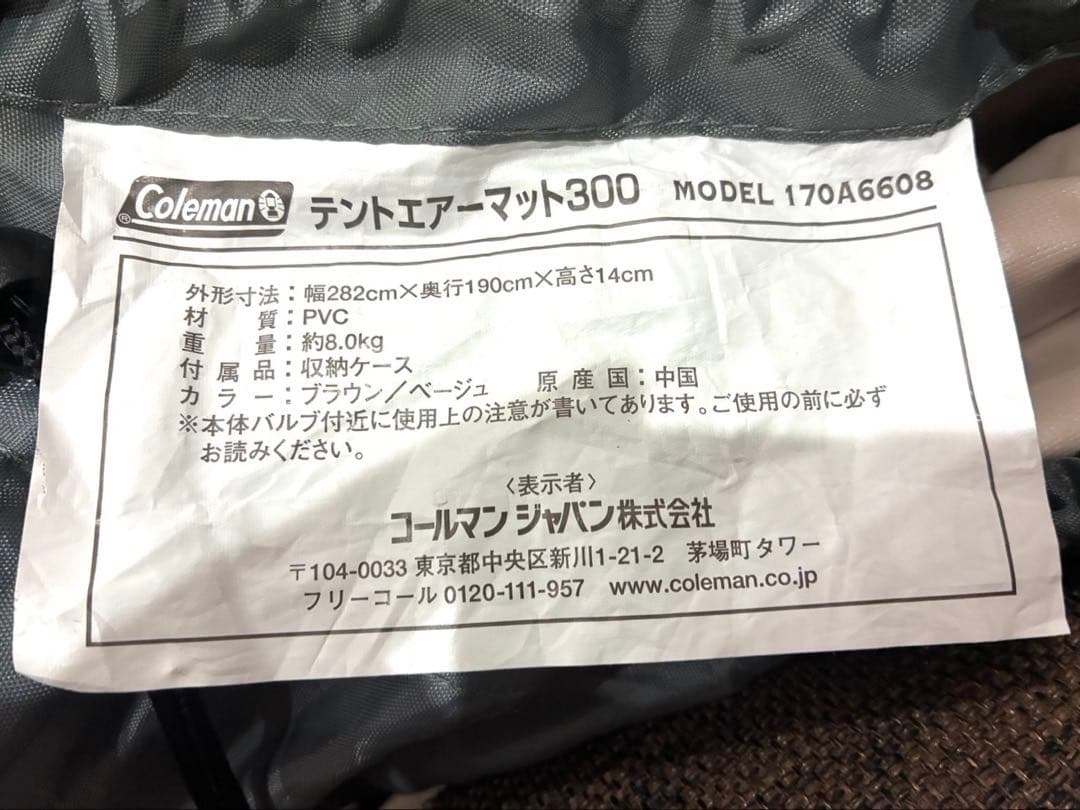 Coleman® テントエアーマット300 MODEL 170A6608
外形寸法：幅282cm×奥行190cm×高さ14cm
材質：PVC
重量：約8.0kg
付属品：収納ケース
カラー：ブラウン／ベージュ 原産国：中国
※本体バルブ付近に使用上の注意が書いてあります。ご使用の前に必ず
お読みください。
〈表示者〉
コールマン ジャパン株式会社
〒104-0033 東京都中央区新川1-21-2 茅場町タワー
フリーコール 0120-111-957 www.coleman.co.jp